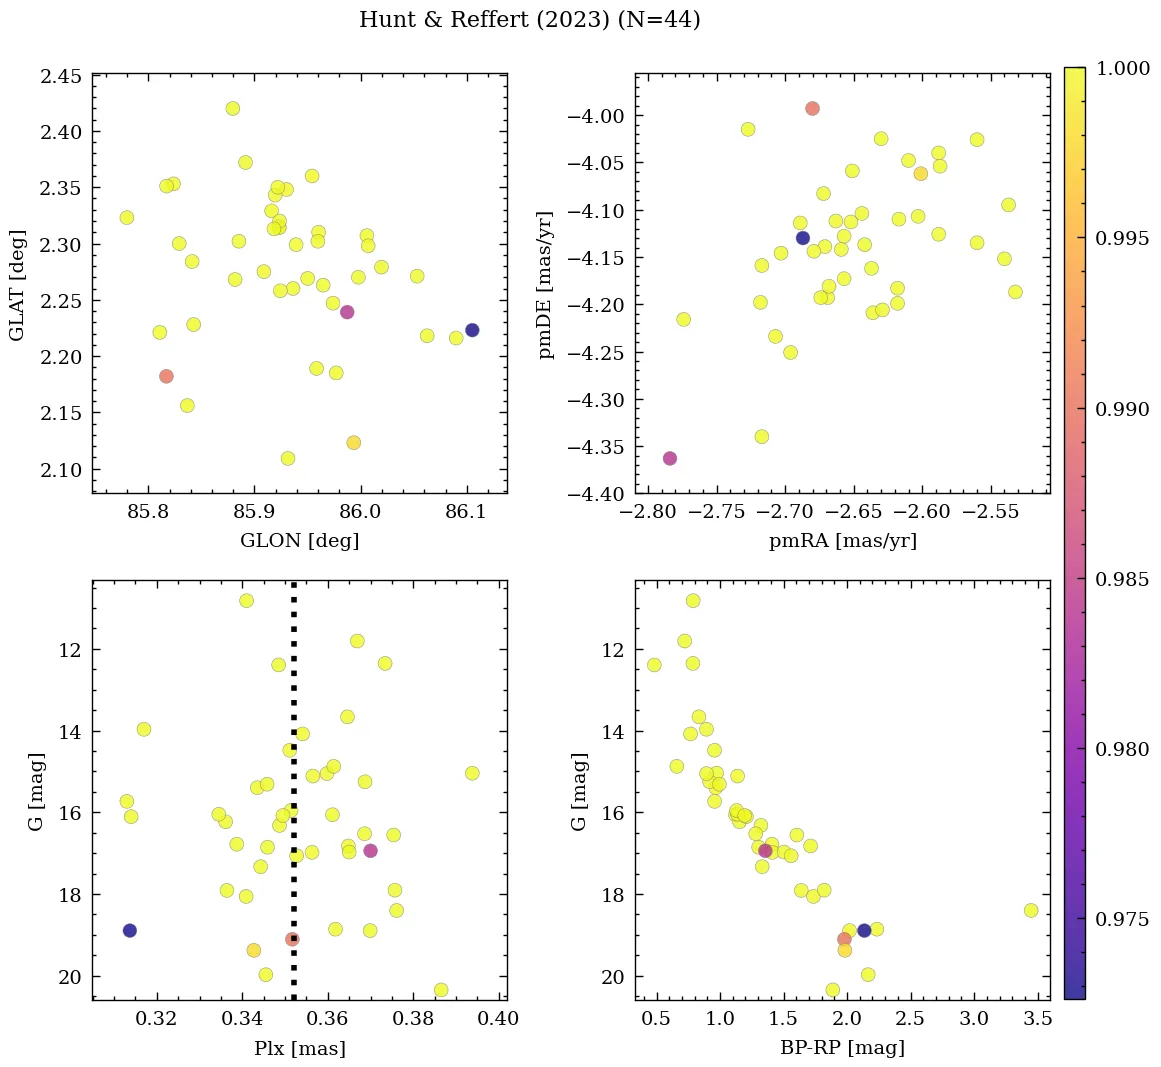 Hunt & Reffert (2023) (N=44)
2.45
2.40
2.35
2.30
2.25
2.20
2.15
2.10
GLAT [deg]
85.8 85.9 86.0 86.1
GLON [deg]
−4.00
−4.05
−4.10
−4.15
−4.20
−4.25
−4.30
−4.35
−4.40
pmDE [mas/yr]
−2.80 −2.75 −2.70 −2.65 −2.60 −2.55
pmRA [mas/yr]
1.000
0.995
0.990
0.985
0.980
0.975
12
14
16
18
20
G [mag]
0.32 0.34 0.36 0.38 0.40
Plx [mas]
12
14
16
18
20
G [mag]
0.5 1.0 1.5 2.0 2.5 3.0 3.5
BP-RP [mag]